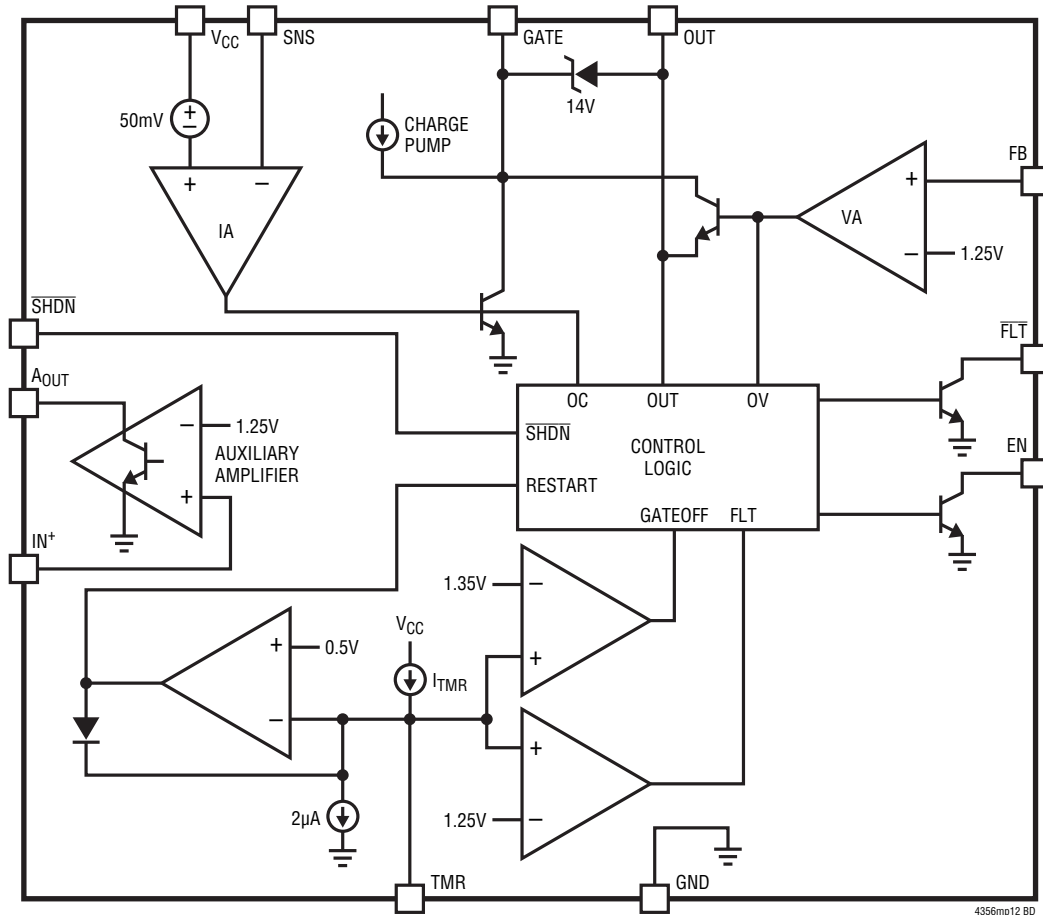 VCC
SNS
GATE
OUT
50mV
+
−
14V
CHARGE
PUMP
FB
+
−
IA
+
VA
−
1.25V
SHDN
FLT
AOUT
−
1.25V
AUXILIARY
AMPLIFIER
+
OC
OUT
OV
SHDN
CONTROL
LOGIC
RESTART
GATEOFF
FLT
EN
IN+
1.35V
−
+
VCC
ITMR
+
0.5V
−
+
1.25V
−
2µA
TMR
GND
4356mp12 BD